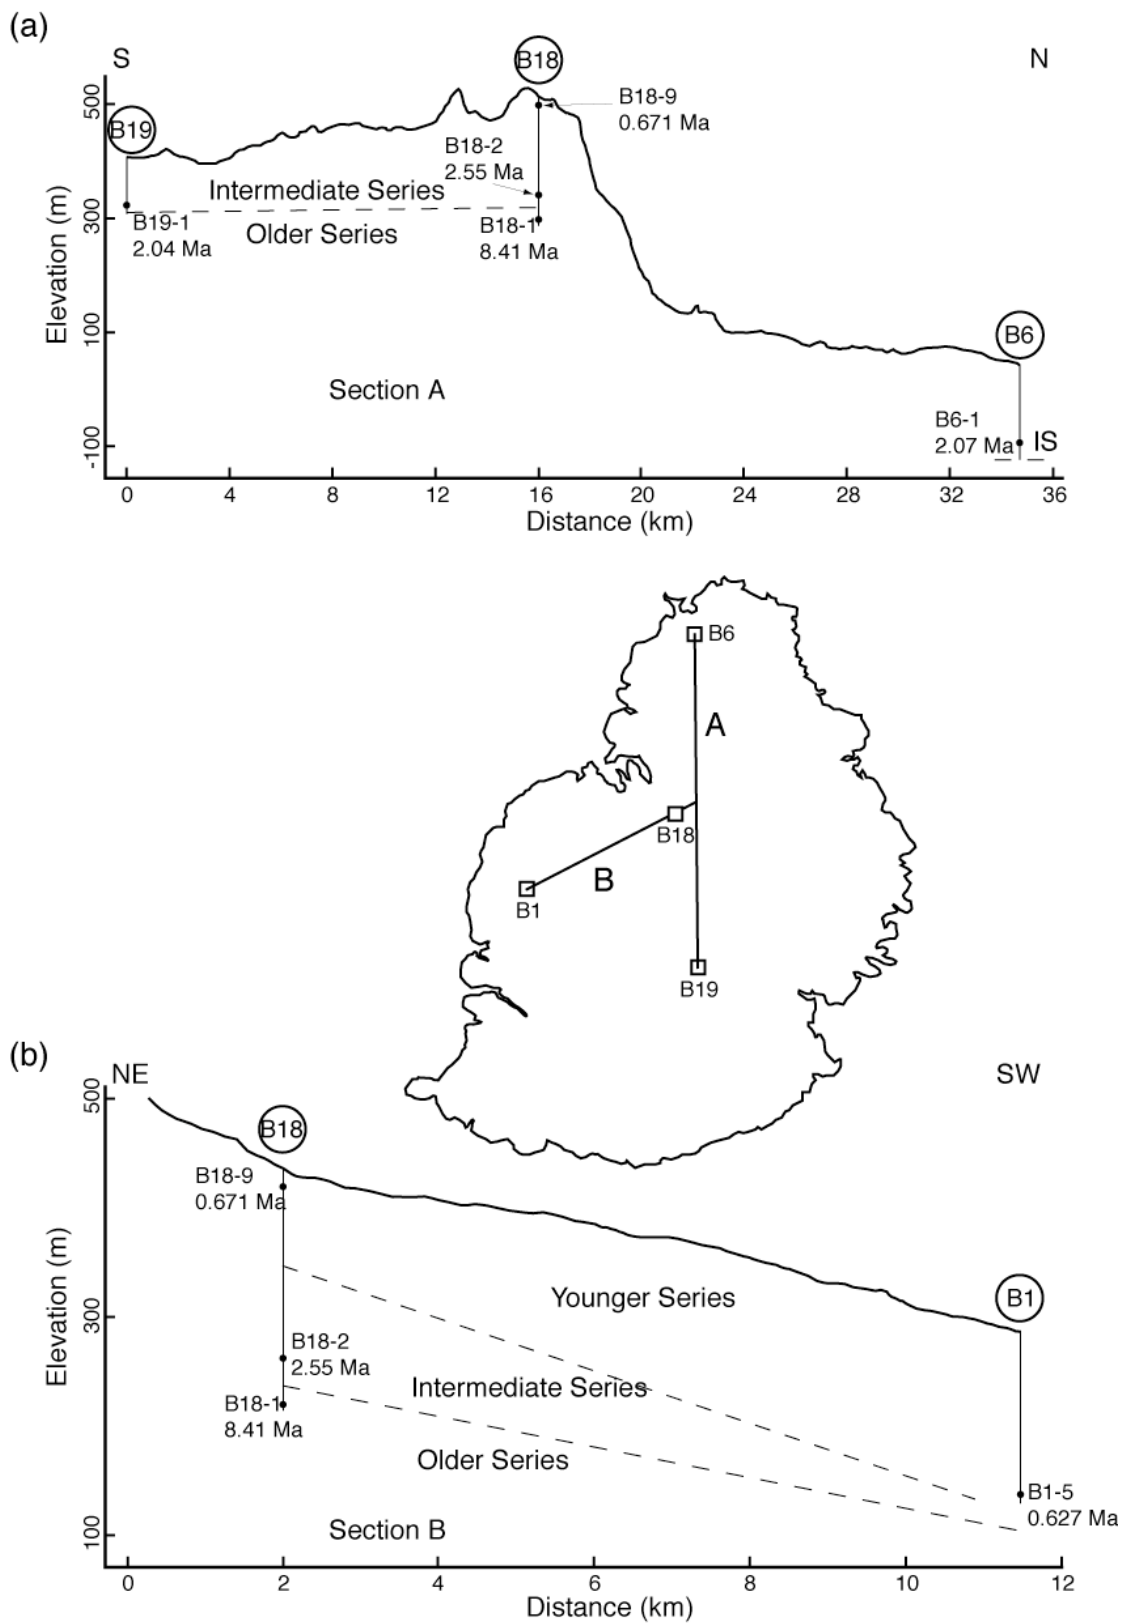 (a)
S
N
B18
B19
B6
B18-9
0.671 Ma
B18-2
2.55 Ma
Intermediate Series
B19-1
2.04 Ma
Older Series
B18-1
8.41 Ma
B6-1
2.07 Ma
IS
Section A
Elevation (m)
500
300
100
-100
0 4 8 12 16 20 24 28 32 36
Distance (km)
B6
A
B18
B
B1
B19
(b)
NE
SW
B18
B18-9
0.671 Ma
B1
Younger Series
B18-2
2.55 Ma
Intermediate Series
B18-1
8.41 Ma
Older Series
B1-5
0.627 Ma
Section B
Elevation (m)
500
300
100
0 2 4 6 8 10 12
Distance (km)